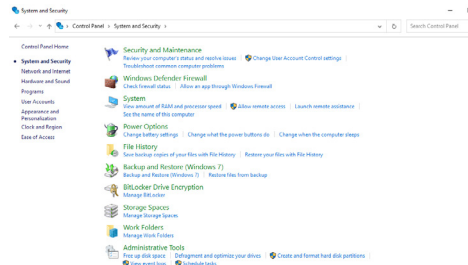 System and Security
Control Panel › System and Security ›
Search Control Panel
Control Panel Home
System and Security
Network and Internet
Hardware and Sound
Programs
User Accounts
Appearance and
Personalization
Clock and Region
Ease of Access
Security and Maintenance
Review your computer's status and resolve issues | Change User Account Control settings |
Troubleshoot common computer problems
Windows Defender Firewall
Check firewall status | Allow an app through Windows Firewall
System
View amount of RAM and processor speed | Allow remote access | Launch remote assistance |
See the name of this computer
Power Options
Change battery settings | Change what the power buttons do | Change when the computer sleeps
File History
Save backup copies of your files with File History | Restore your files with File History
Backup and Restore (Windows 7)
Backup and Restore (Windows 7) | Restore files from backup
BitLocker Drive Encryption
Manage BitLocker
Storage Spaces
Manage Storage Spaces
Work Folders
Manage Work Folders
Administrative Tools
Free up disk space | Defragment and optimize your drives | Create and format hard disk partitions |
View event logs | Schedule tasks